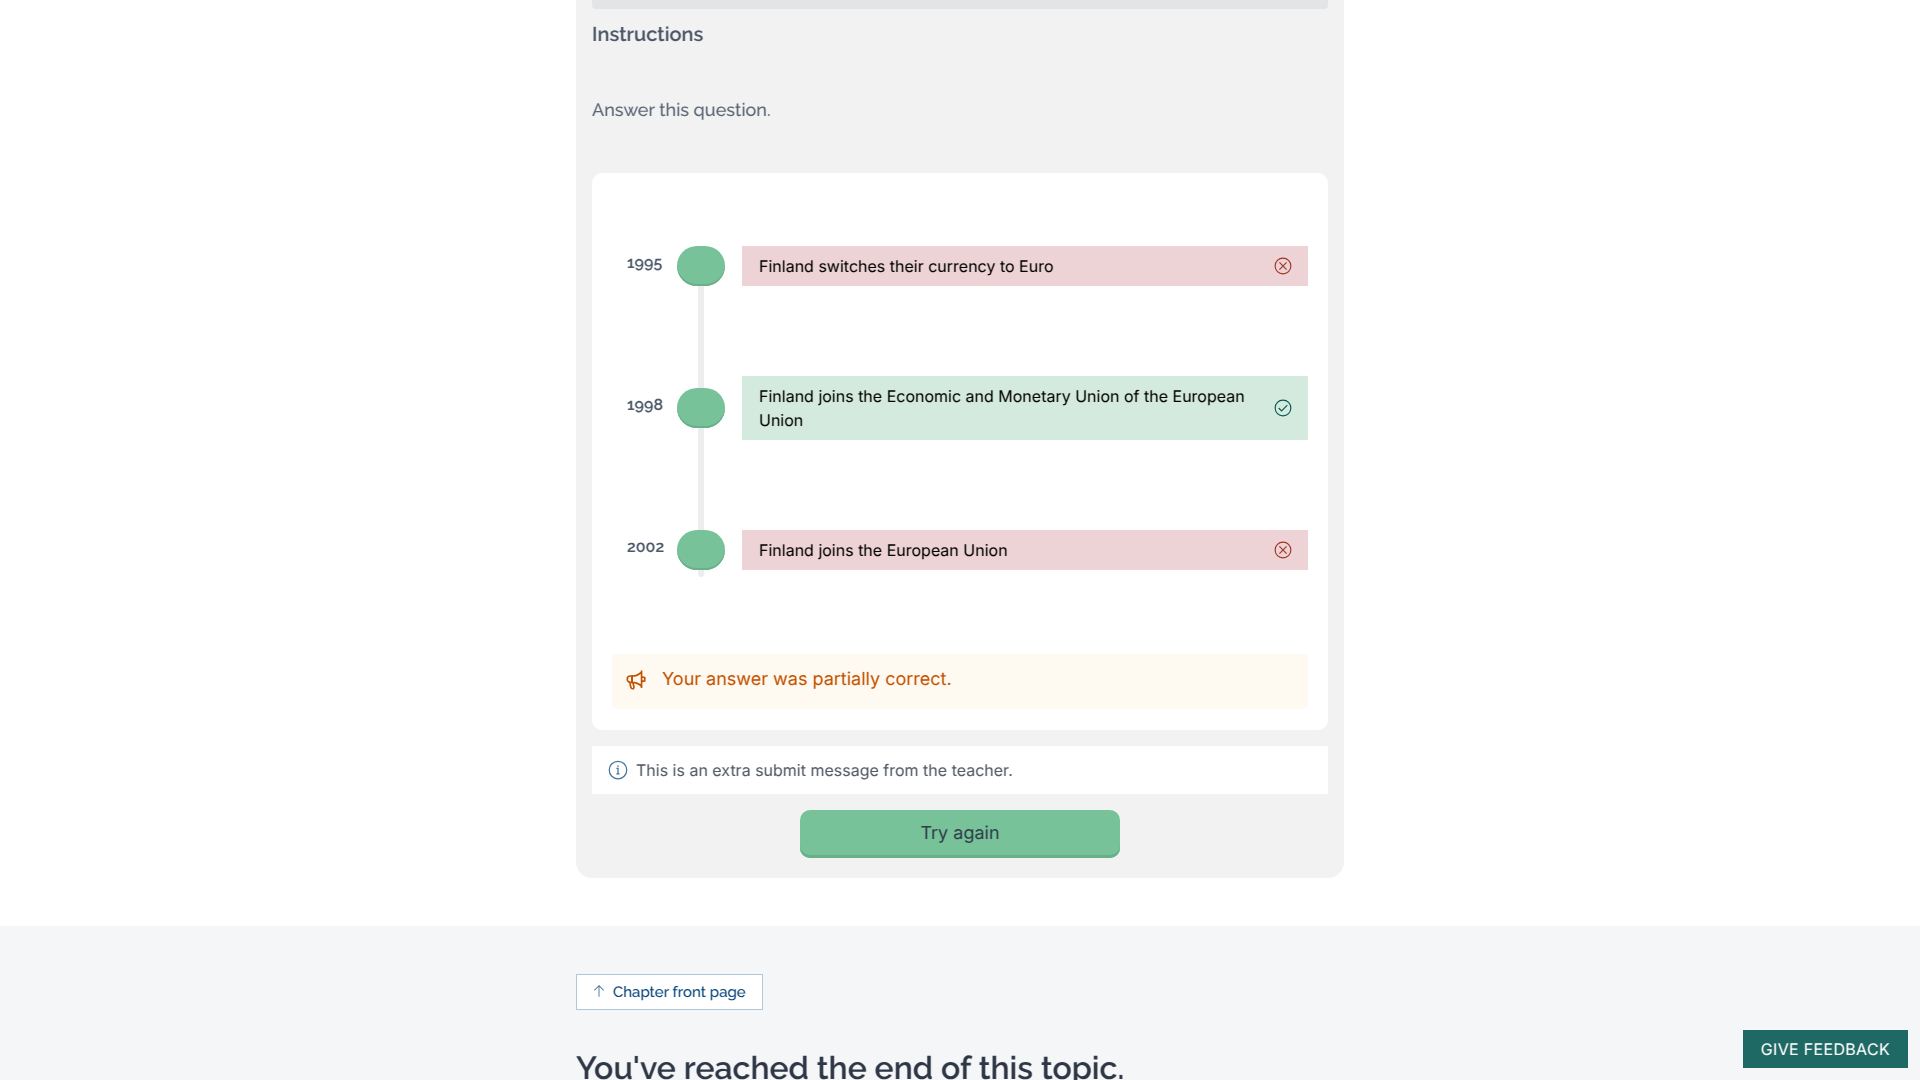 Instructions
Answer this question.
1995
Finland switches their currency to Euro
1998
Finland joins the Economic and Monetary Union of the European
Union
2002
Finland joins the European Union
Your answer was partially correct.
This is an extra submit message from the teacher.
Try again
Chapter front page
You've reached the end of this topic.
GIVE FEEDBACK